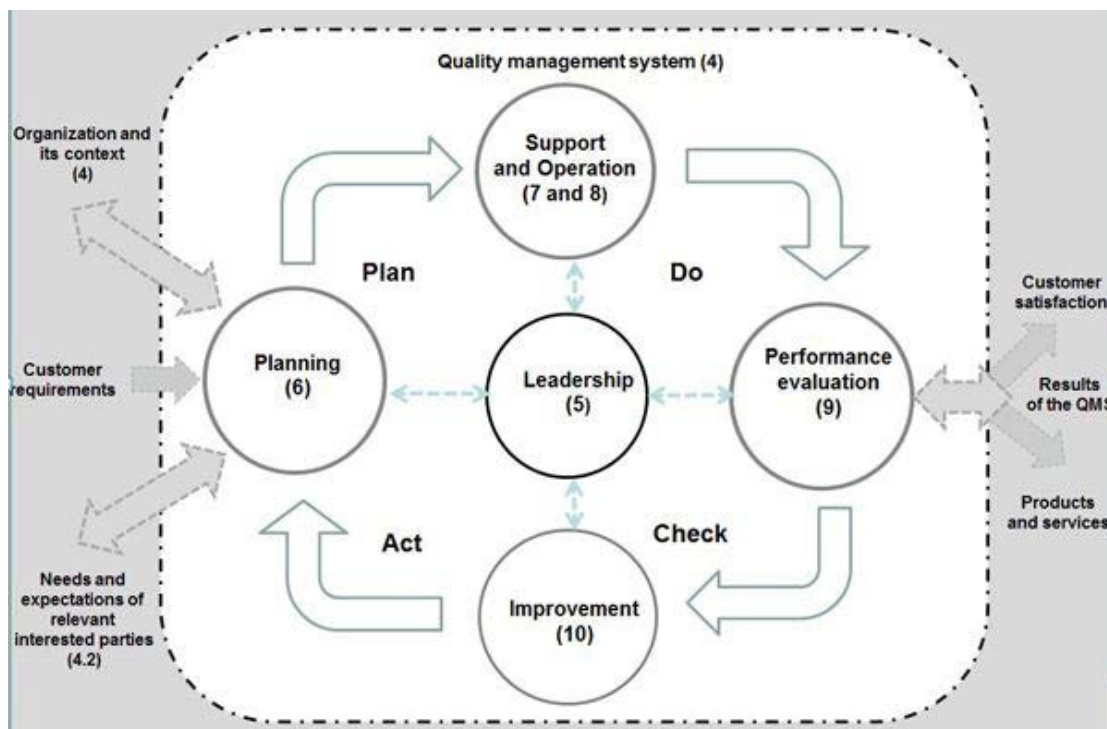 Quality management system (4)
Organization and
its context
(4)
Support
and Operation
(7 and 8)
Plan
Do
Customer
requirements
Planning
(6)
Leadership
(5)
Performance
evaluation
(9)
Customer
satisfaction
Results
of the QMS
Products
and services
Act
Check
Needs and
expectations of
relevant
interested parties
(4.2)
Improvement
(10)